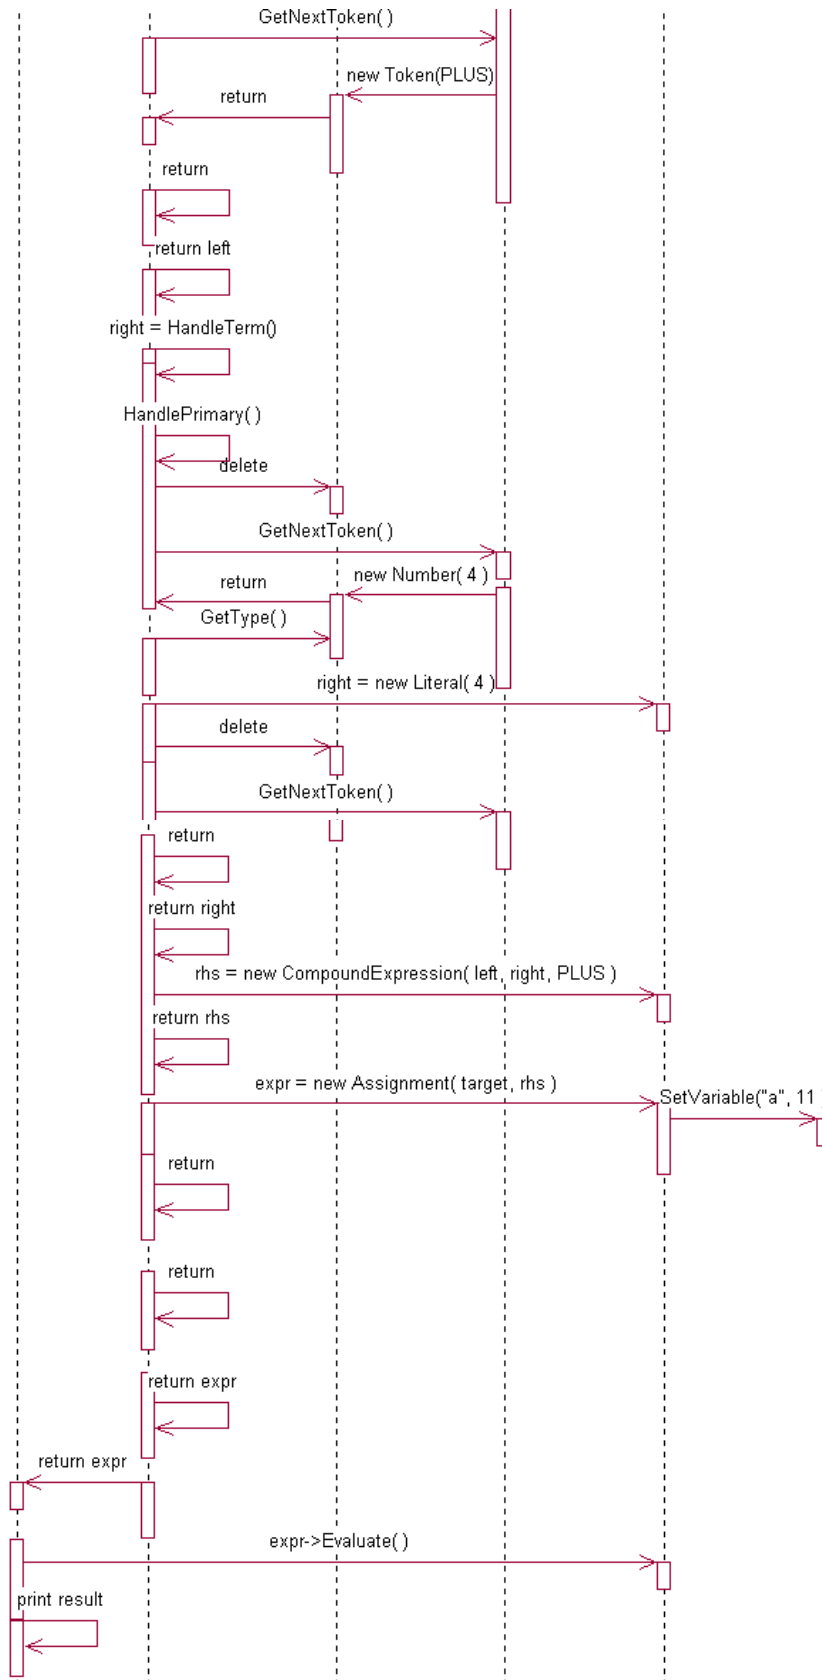 GetNextToken( )
new Token(PLUS)
return
return
return left
right = HandleTerm()
HandlePrimary( )
delete
GetNextToken( )
new Number( 4 )
return
GetType( )
right = new Literal( 4 )
delete
GetNextToken( )
return
return right
rhs = new CompoundExpression( left, right, PLUS )
return rhs
expr = new Assignment( target, rhs )
SetVariable("a", 11 )
return
return
return expr
return expr
expr->Evaluate( )
print result